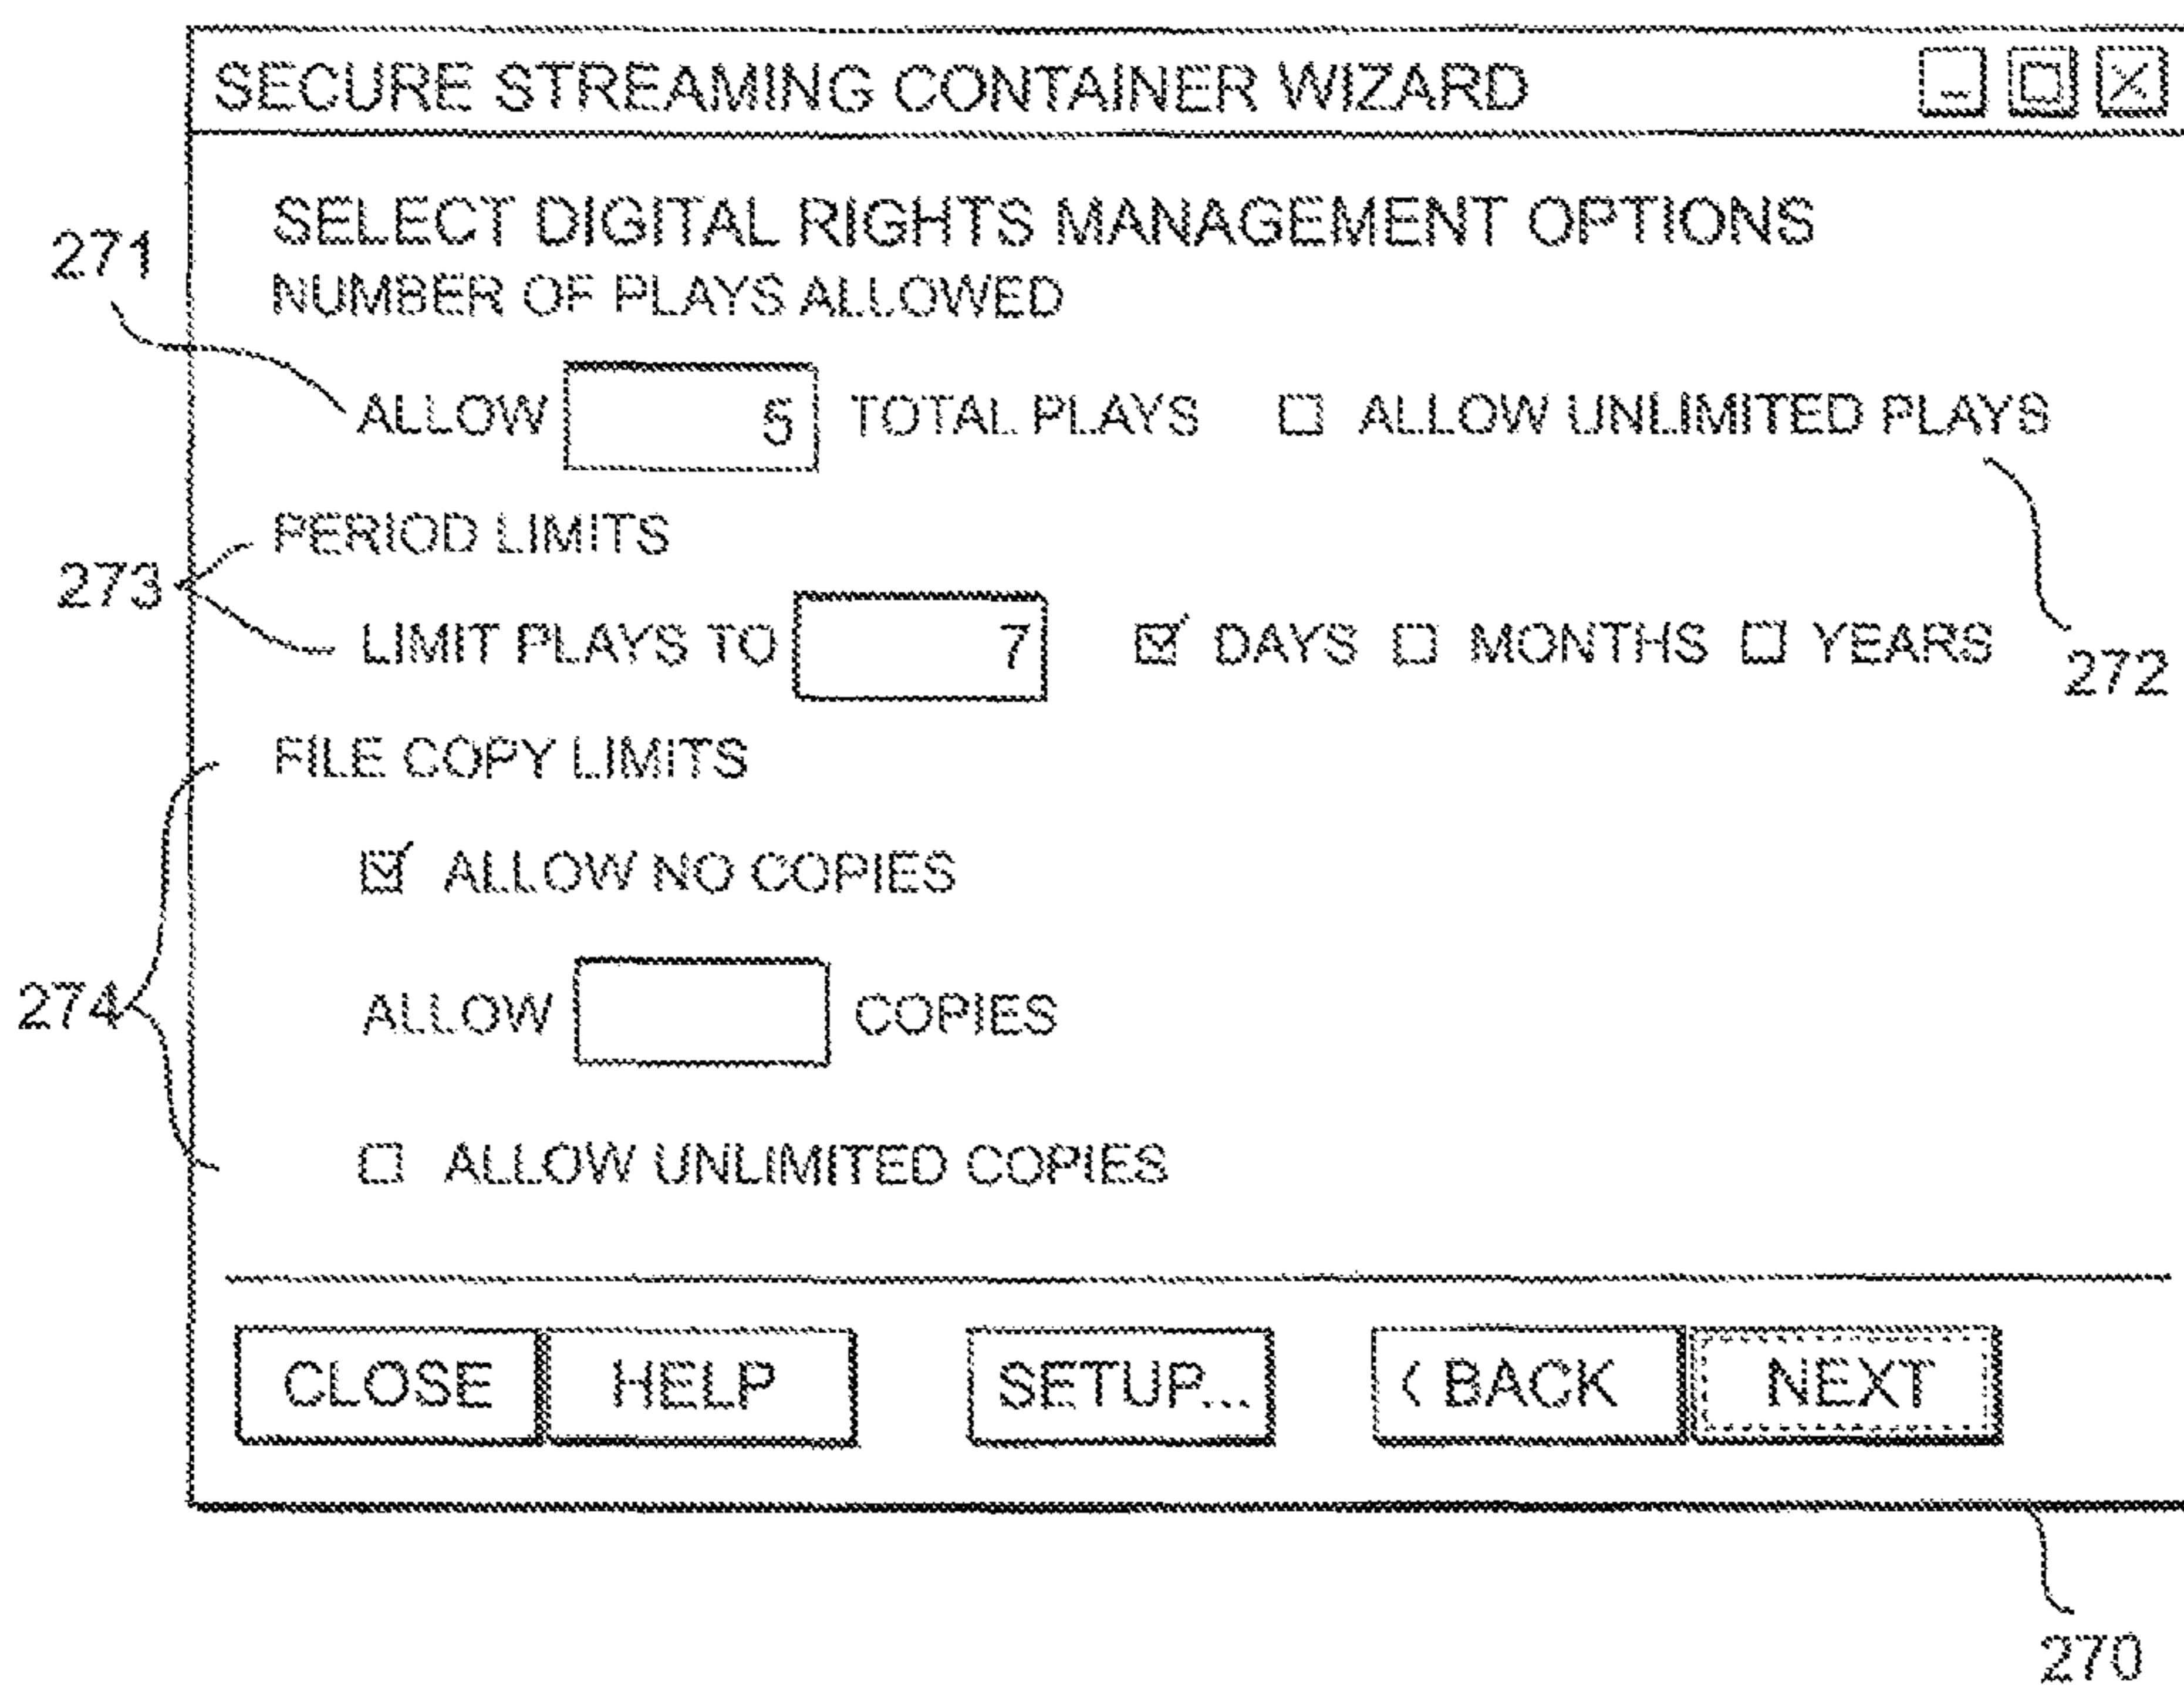 SECURE STREAMING CONTAINER WIZARD
SELECT DIGITAL RIGHTS MANAGEMENT OPTIONS
271
NUMBER OF PLAYS ALLOWED
ALLOW 5 TOTAL PLAYS ALLOW UNLIMITED PLAYS
PERIOD LIMITS
273
LIMIT PLAYS TO 7 DAYS MONTHS YEARS
272
FILE COPY LIMITS
ALLOW NO COPIES
274
ALLOW COPIES
ALLOW UNLIMITED COPIES
CLOSE HELP SETUP... < BACK NEXT
270